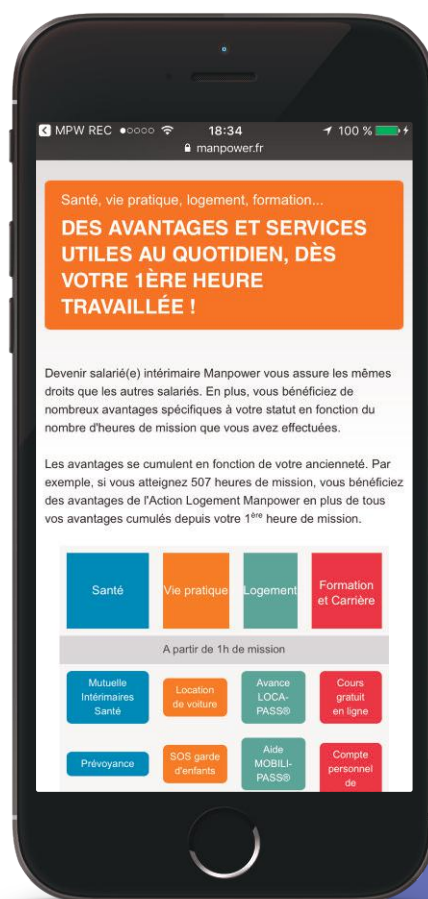 MPW REC 18:34 100 %
manpower.fr
Santé, vie pratique, logement, formation...
DES AVANTAGES ET SERVICES
UTILES AU QUOTIDIEN, DÈS
VOTRE 1ÈRE HEURE
TRAVAILLÉE !
Devenir salarié(e) intérimaire Manpower vous assure les mêmes
droits que les autres salariés. En plus, vous bénéficiez de
nombreux avantages spécifiques à votre statut en fonction du
nombre d'heures de mission que vous avez effectuées.
Les avantages se cumulent en fonction de votre ancienneté. Par
exemple, si vous atteignez 507 heures de mission, vous bénéficiez
des avantages de l'Action Logement Manpower en plus de tous
vos avantages cumulés depuis votre 1ère heure de mission.
Santé
Vie pratique
Logement
Formation
et Carrière
A partir de 1h de mission
Mutuelle
Intérimaires
Santé
Location
de voiture
Avance
LOCA-
PASS®
Cours
gratuit
en ligne
Prévoyance
SOS garde
d'enfants
Aide
MOBILI-
PASS®
Compte
personnel
de